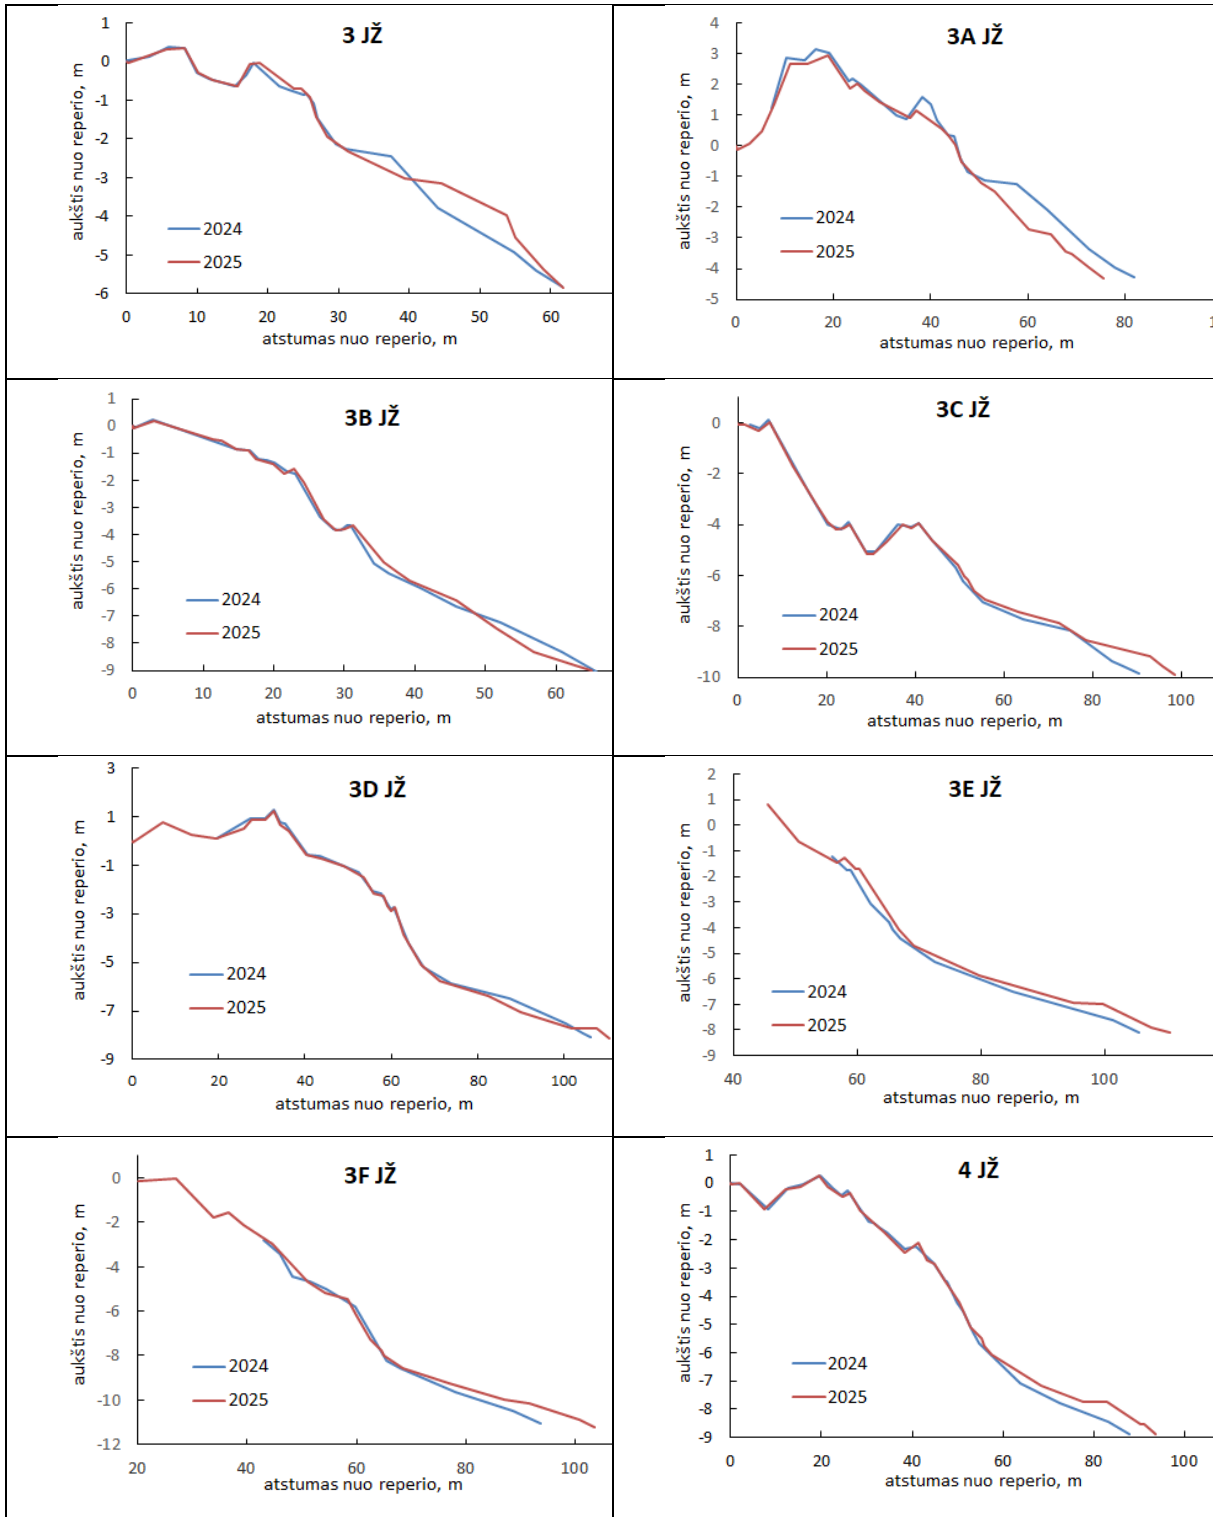 3 JŽ
aukštis nuo reperio, m
1
0
-1
-2
-3
-4
-5
-6
2024
2025
0 10 20 30 40 50 60
atstumas nuo reperio, m
3A JŽ
aukštis nuo reperio, m
4
3
2
1
0
-1
-2
-3
-4
-5
2024
2025
0 20 40 60 80
atstumas nuo reperio, m
3B JŽ
aukštis nuo reperio, m
1
0
-1
-2
-3
-4
-5
-6
-7
-8
-9
2024
2025
0 10 20 30 40 50 60
atstumas nuo reperio, m
3C JŽ
aukštis nuo reperio, m
0
-2
-4
-6
-8
-10
2024
2025
0 20 40 60 80 100
atstumas nuo reperio, m
3D JŽ
aukštis nuo reperio, m
3
1
-1
-3
-5
-7
-9
2024
2025
0 20 40 60 80 100
atstumas nuo reperio, m
3E JŽ
aukštis nuo reperio, m
2
1
0
-1
-2
-3
-4
-5
-6
-7
-8
-9
2024
2025
40 60 80 100
atstumas nuo reperio, m
3F JŽ
aukštis nuo reperio, m
0
-2
-4
-6
-8
-10
-12
2024
2025
20 40 60 80 100
atstumas nuo reperio, m
4 JŽ
aukštis nuo reperio, m
1
0
-1
-2
-3
-4
-5
-6
-7
-8
-9
2024
2025
0 20 40 60 80 100
atstumas nuo reperio, m